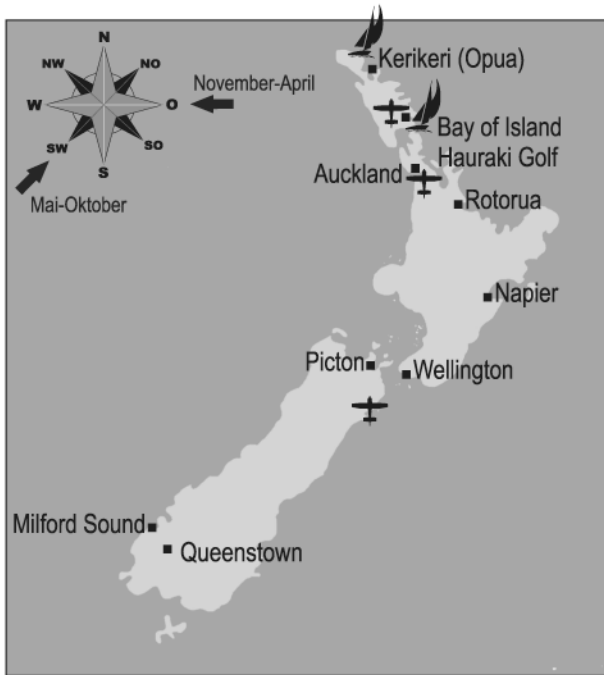 N
NW
NO
November-April
W
O
SW
SO
S
Mai-Oktober
Kerikeri (Opua)
Bay of Island
Hauraki Golf
Auckland
Rotorua
Napier
Picton
Wellington
Milford Sound
Queenstown